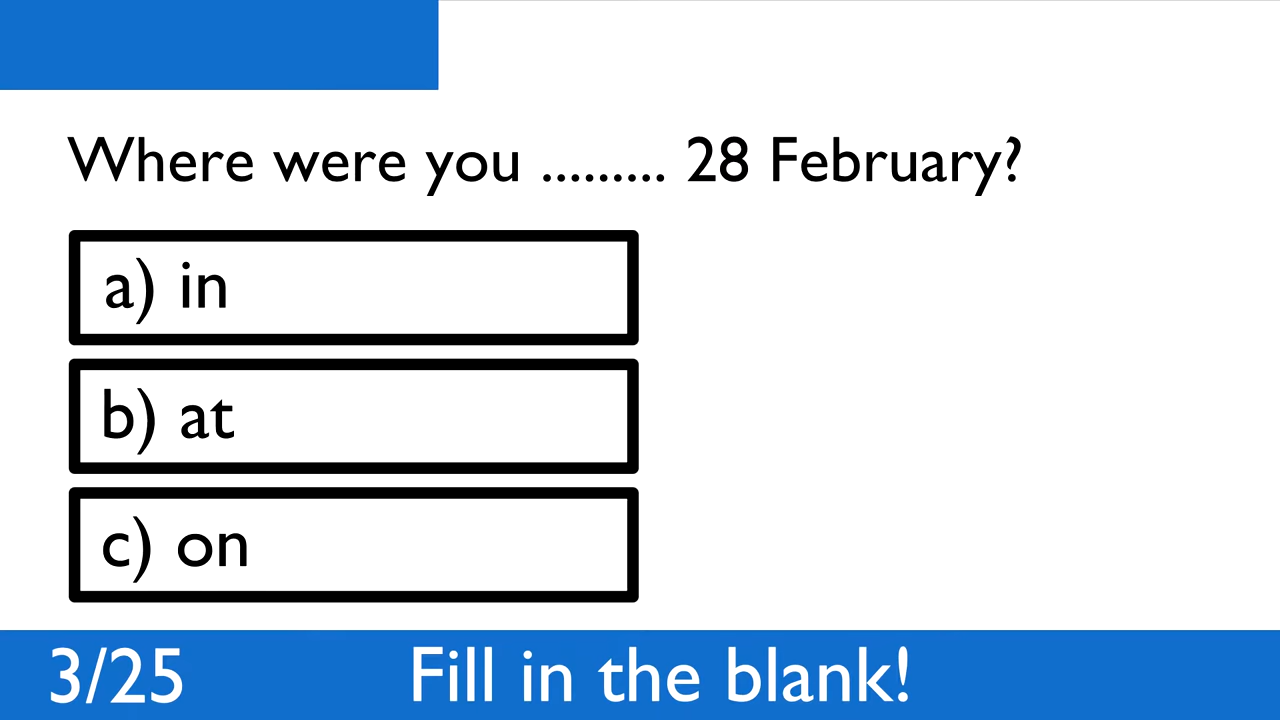 Where were you ......... 28 February?
a) in
b) at
c) on
3/25 Fill in the blank!